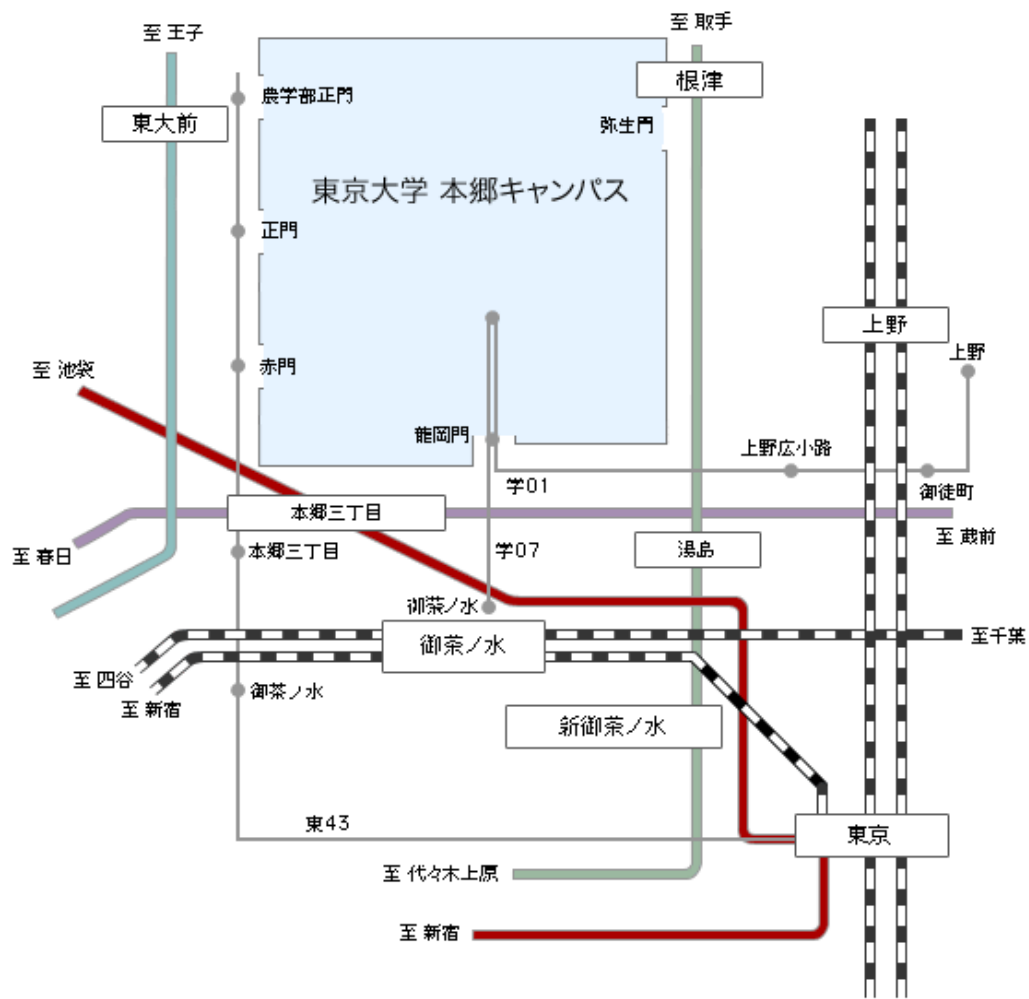 至 王子
至 取手
根津
農学部正門
東大前
弥生門
東京大学 本郷キャンパス
正門
上野
上野
至 池袋
赤門
龍岡門
上野広小路
学01
御徒町
本郷三丁目
至 蔵前
至 春日
本郷三丁目
学07
湯島
御茶ノ水
至千葉
御茶ノ水
至 四谷
至 新宿
御茶ノ水
新御茶ノ水
東43
東京
至 代々木上原
至 新宿